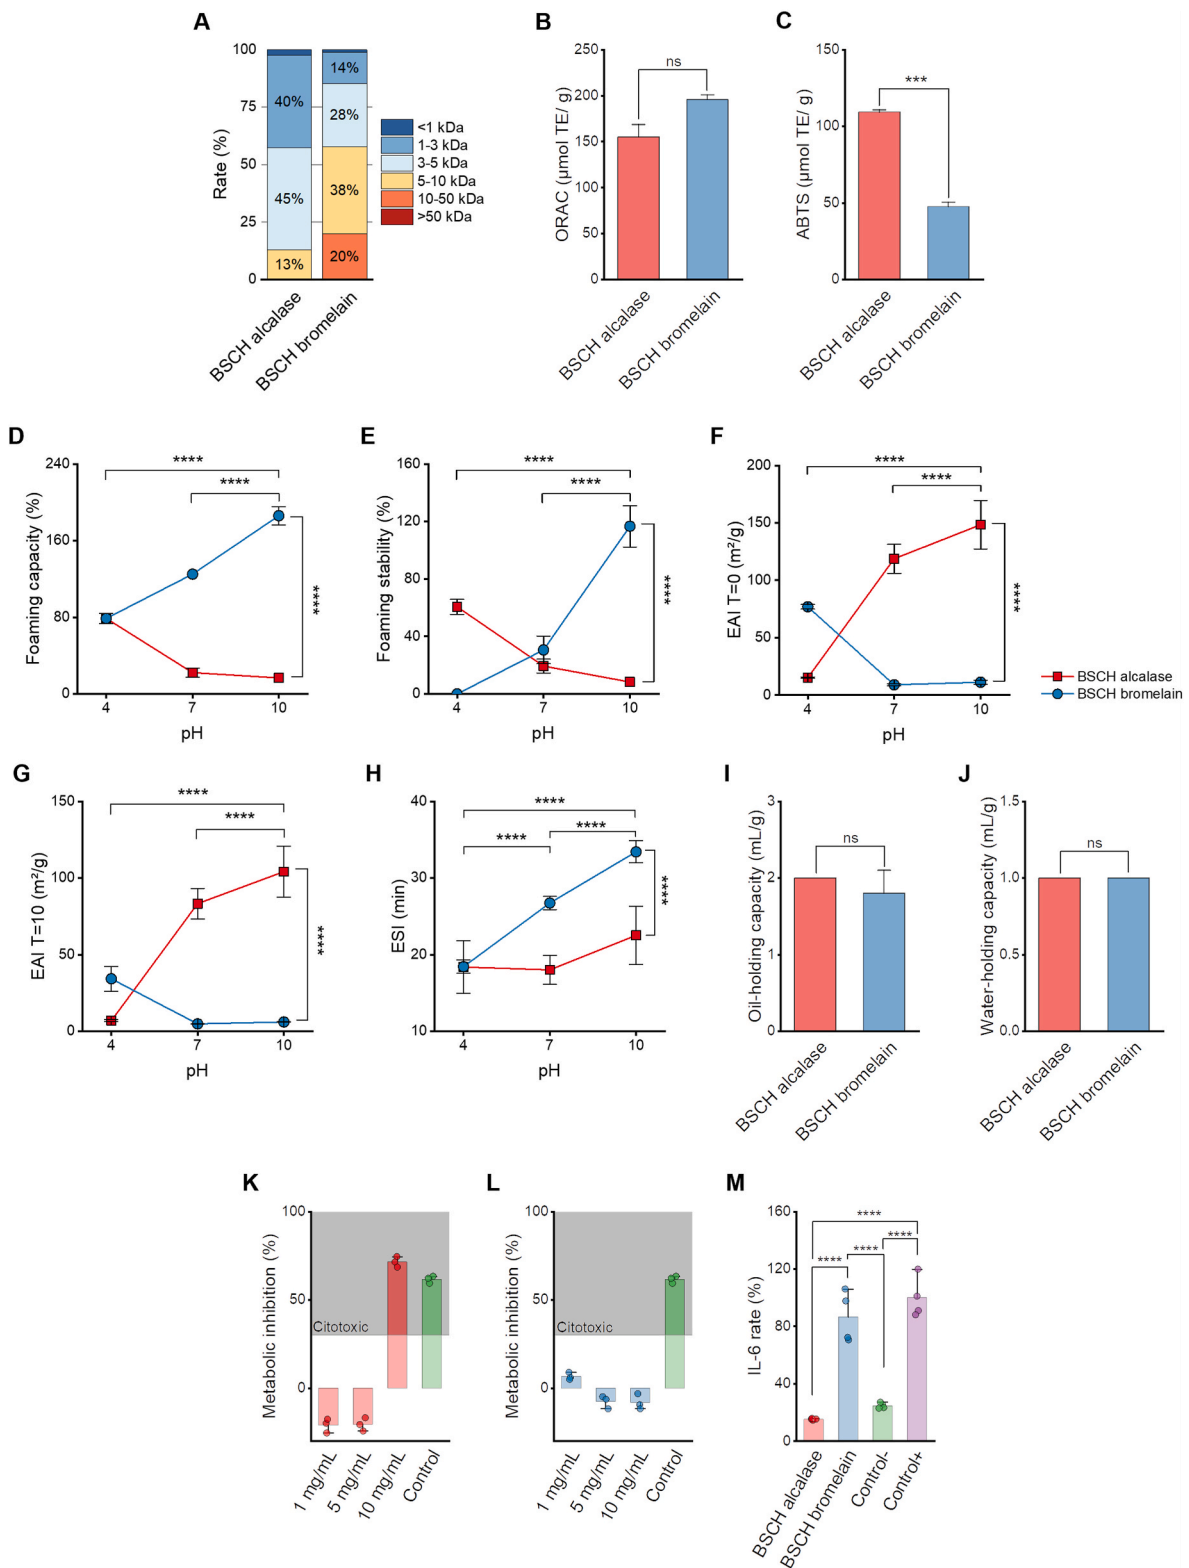 A
100
75
50
25
0
Rate (%)
40%
45%
13%
14%
28%
38%
20%
BSCH alcalase
BSCH bromelain
<1 kDa
1-3 kDa
3-5 kDa
5-10 kDa
10-50 kDa
>50 kDa
B
250
200
150
100
50
0
ORAC (µmol TE/ g)
ns
BSCH alcalase
BSCH bromelain
C
150
100
50
0
ABTS (µmol TE/ g)
***
BSCH alcalase
BSCH bromelain
D
240
160
80
0
Foaming capacity (%)
****
****
****
4 7 10
pH
E
160
120
80
40
0
Foaming stability (%)
****
****
****
4 7 10
pH
F
200
150
100
50
0
EAI T=0 (m²/g)
****
****
****
4 7 10
pH
BSCH alcalase
BSCH bromelain
G
150
100
50
0
EAI T=10 (m²/g)
****
****
****
4 7 10
pH
H
40
30
20
10
ESI (min)
****
****
****
****
4 7 10
pH
I
3
2
1
0
Oil-holding capacity (mL/g)
ns
BSCH alcalase
BSCH bromelain
J
1.5
1.0
0.5
0.0
Water-holding capacity (mL/g)
ns
BSCH alcalase
BSCH bromelain
K
100
50
0
Metabolic inhibition (%)
Citotoxic
1 mg/mL
5 mg/mL
10 mg/mL
Control
L
100
50
0
Metabolic inhibition (%)
Citotoxic
1 mg/mL
5 mg/mL
10 mg/mL
Control
M
160
120
80
40
0
IL-6 rate (%)
****
****
****
****
BSCH alcalase
BSCH bromelain
Control-
Control+